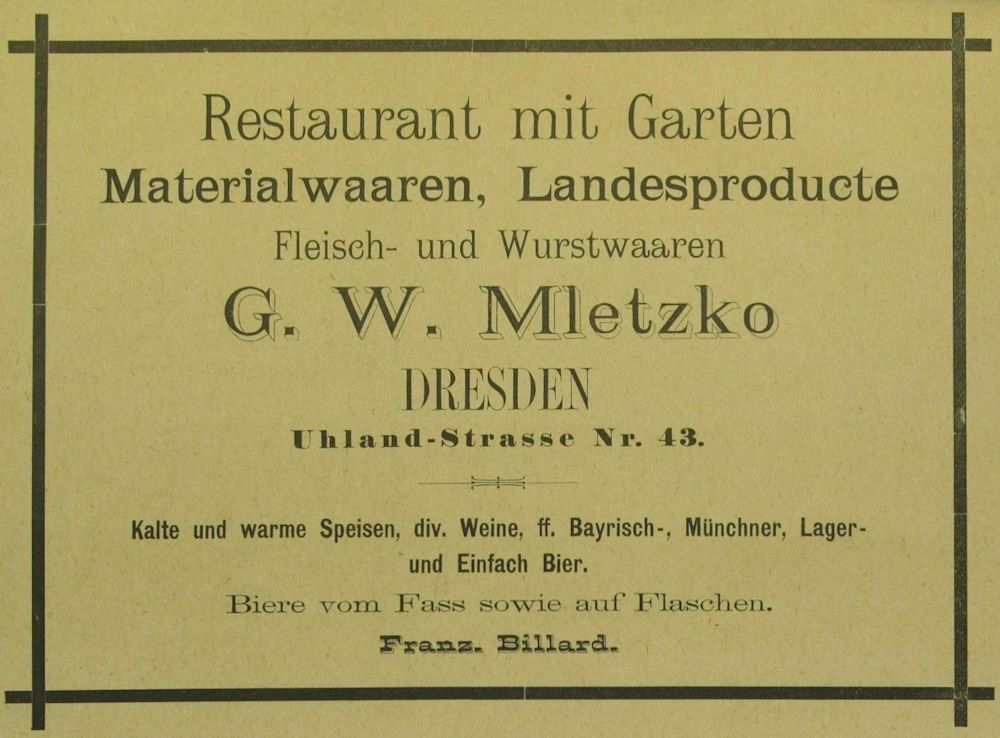 Restaurant mit Garten
Materialwaaren, Landesproducte
Fleisch- und Wurstwaaren
G. W. Mletzko
DRESDEN
Uhland-Strasse Nr. 43.
Kalte und warme Speisen, div. Weine, ff. Bayrisch-, Münchner, Lager-
und Einfach Bier.
Biere vom Fass sowie auf Flaschen.
Franz. Billard.